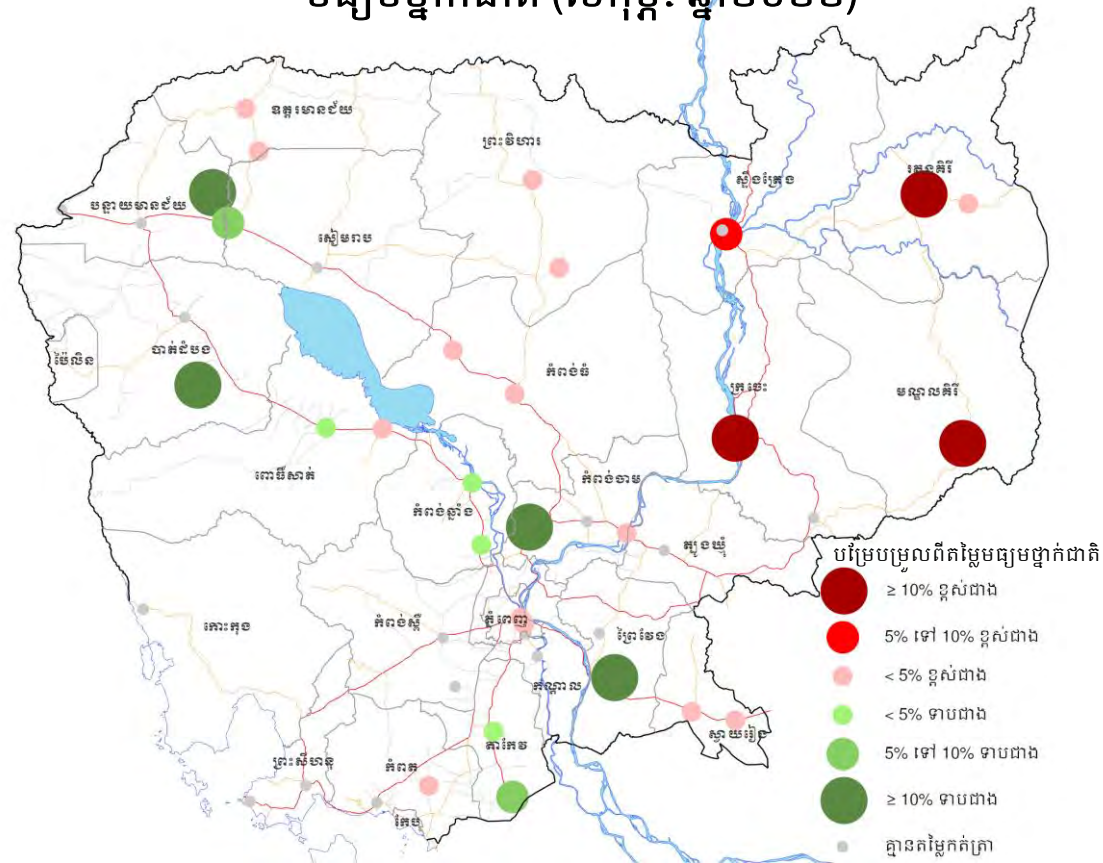 ឧត្តរមានជ័យ
ព្រះវិហារ
ស្ទឹងត្រែង
រតនគិរី
បន្ទាយមានជ័យ
សៀមរាប
ប៉ៃលិន
បាត់ដំបង
កំពង់ធំ
ក្រចេះ
មណ្ឌលគិរី
ពោធិ៍សាត់
កំពង់ចាម
កំពង់ឆ្នាំង
ត្បូងឃ្មុំ
កោះកុង
កំពង់ស្ពឺ
ភ្នំពេញ
ព្រៃវែង
កណ្តាល
ស្វាយរៀង
តាកែវ
ព្រះសីហនុ
កំពត
កែប
បម្រែបម្រួលពីតម្លៃមធ្យមថ្នាក់ជាតិ
≥ 10% ខ្ពស់ជាង
5% ទៅ 10% ខ្ពស់ជាង
< 5% ខ្ពស់ជាង
< 5% ទាបជាង
5% ទៅ 10% ទាបជាង
≥ 10% ទាបជាង
គ្មានតម្លៃកត់ត្រា